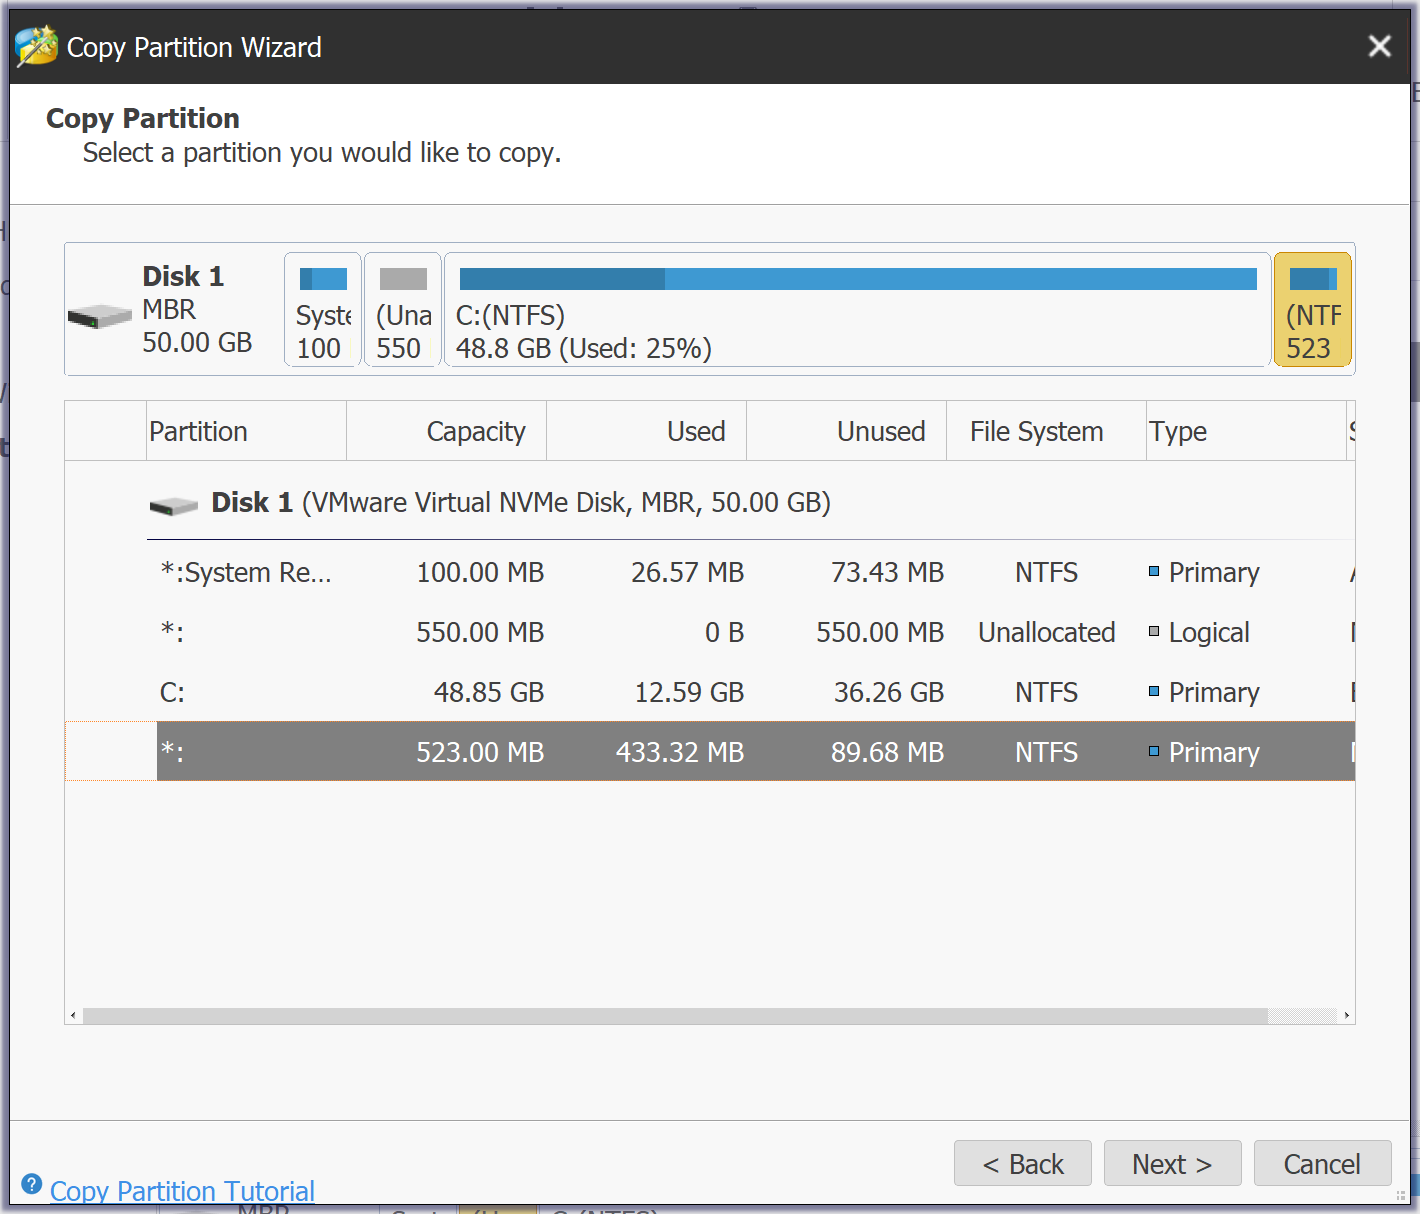 Copy Partition Wizard
Copy Partition
Select a partition you would like to copy.
Disk 1
MBR
50.00 GB
Syste
100
(Una
550
C:(NTFS)
48.8 GB (Used: 25%)
(NTF
523
Partition Capacity Used Unused File System Type
Disk 1 (VMware Virtual NVMe Disk, MBR, 50.00 GB)
*:System Re... 100.00 MB 26.57 MB 73.43 MB NTFS Primary
*: 550.00 MB 0 B 550.00 MB Unallocated Logical
C: 48.85 GB 12.59 GB 36.26 GB NTFS Primary
*: 523.00 MB 433.32 MB 89.68 MB NTFS Primary
< Back Next > Cancel
? Copy Partition Tutorial